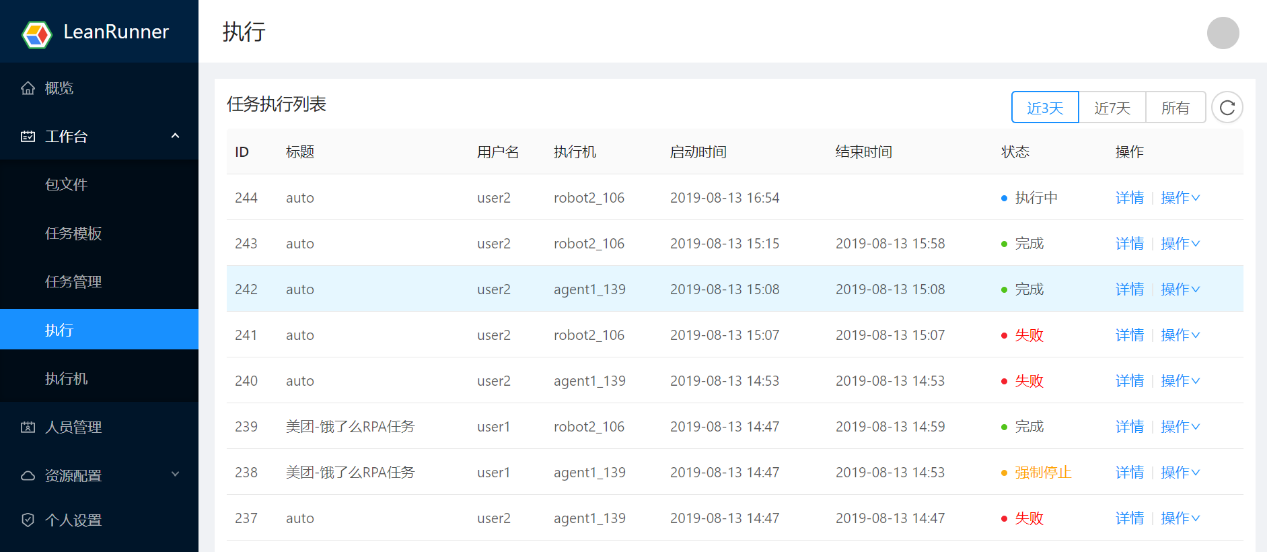 LeanRunner
执行
概览
工作台
包文件
任务模板
任务管理
执行
执行机
人员管理
资源配置
个人设置
任务执行列表
近3天 近7天 所有
ID 标题 用户名 执行机 启动时间 结束时间 状态 操作
244 auto user2 robot2_106 2019-08-13 16:54 执行中 详情 操作
243 auto user2 robot2_106 2019-08-13 15:15 2019-08-13 15:58 完成 详情 操作
242 auto user2 agent1_139 2019-08-13 15:08 2019-08-13 15:08 完成 详情 操作
241 auto user2 robot2_106 2019-08-13 15:07 2019-08-13 15:07 失败 详情 操作
240 auto user2 agent1_139 2019-08-13 14:53 2019-08-13 14:53 失败 详情 操作
239 美团-饿了么RPA任务 user1 robot2_106 2019-08-13 14:47 2019-08-13 14:59 完成 详情 操作
238 美团-饿了么RPA任务 user1 agent1_139 2019-08-13 14:47 2019-08-13 14:53 强制停止 详情 操作
237 auto user2 agent1_139 2019-08-13 14:47 2019-08-13 14:47 失败 详情 操作